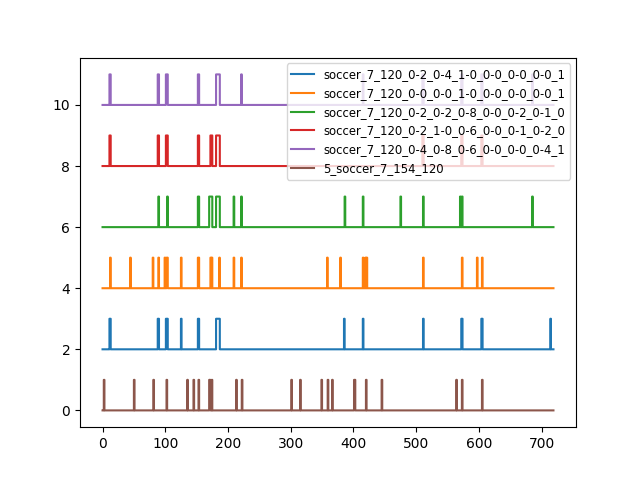 soccer_7_120_0-2_0-4_1-0_0-0_0-0_0-0_1
soccer_7_120_0-0_0-0_1-0_0-0_0-0_0-0_1
soccer_7_120_0-2_0-2_0-8_0-0_0-2_0-1_0
soccer_7_120_0-2_1-0_0-6_0-0_0-1_0-2_0
soccer_7_120_0-4_0-8_0-6_0-0_0-0_0-4_1
5_soccer_7_154_120
10
8
6
4
2
0
0 100 200 300 400 500 600 700